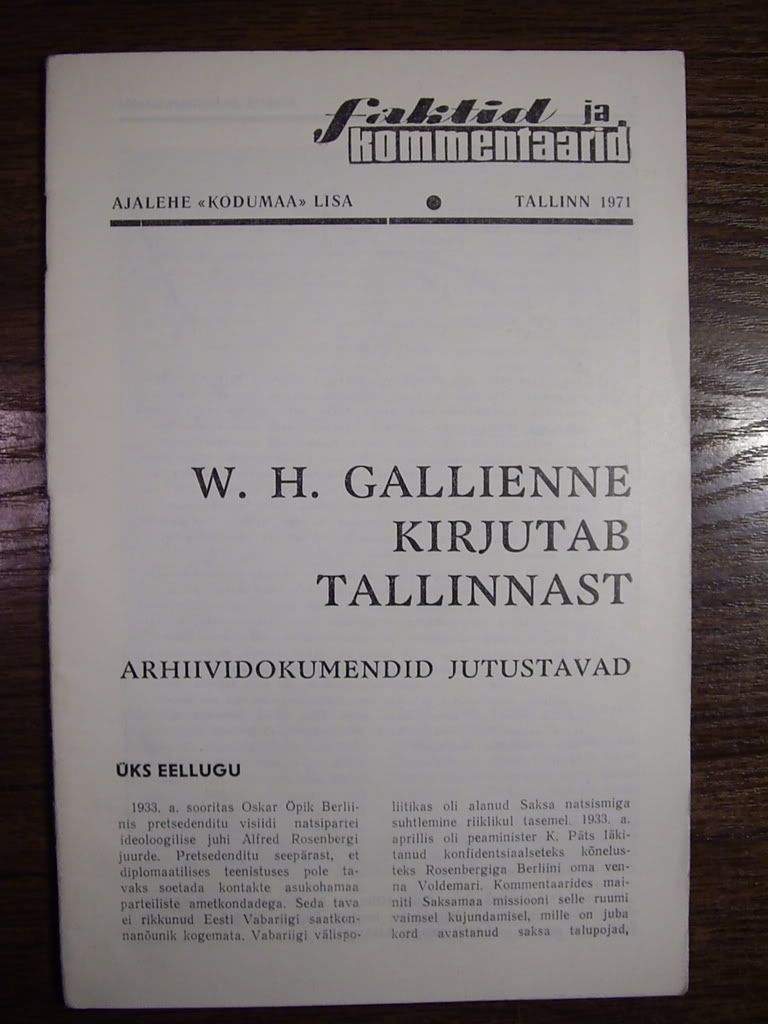 faktid ja
kommentaarid
AJALEHE «KODUMAA» LISA ● TALLINN 1971
W. H. GALLIENNE
KIRJUTAB
TALLINNAST
ARHIIVIDOKUMENDID JUTUSTAVAD
ÜKS EELLUGU
1933. a. sooritas Oskar Öpik Berlii-
nis pretsedenditu visiidi natsipartei
ideoloogilise juhi Alfred Rosenbergi
juurde. Pretsedenditu seepärast, et
diplomaatilises teenistuses pole ta-
vaks soetada kontakte asukohamaa
parteiliste ametkondadega. Seda tava
ei rikkunud Eesti Vabariigi saatkon-
nanõunik kogemata. Vabariigi välispo-
liitikas oli alanud Saksa natsismiga
suhtlemine riiklikul tasemel. 1933. a.
aprillis oli peaminister K. Päts läki-
tanud konfidentsiaalseteks kõnelus-
teks Rosenbergiga Berliini oma ven-
na Voldemari. Kommentaarides mai-
niti Saksamaa missiooni selle ruumi
vaimsel kujundamisel, mille on juba
kord avastanud saksa talupojad,